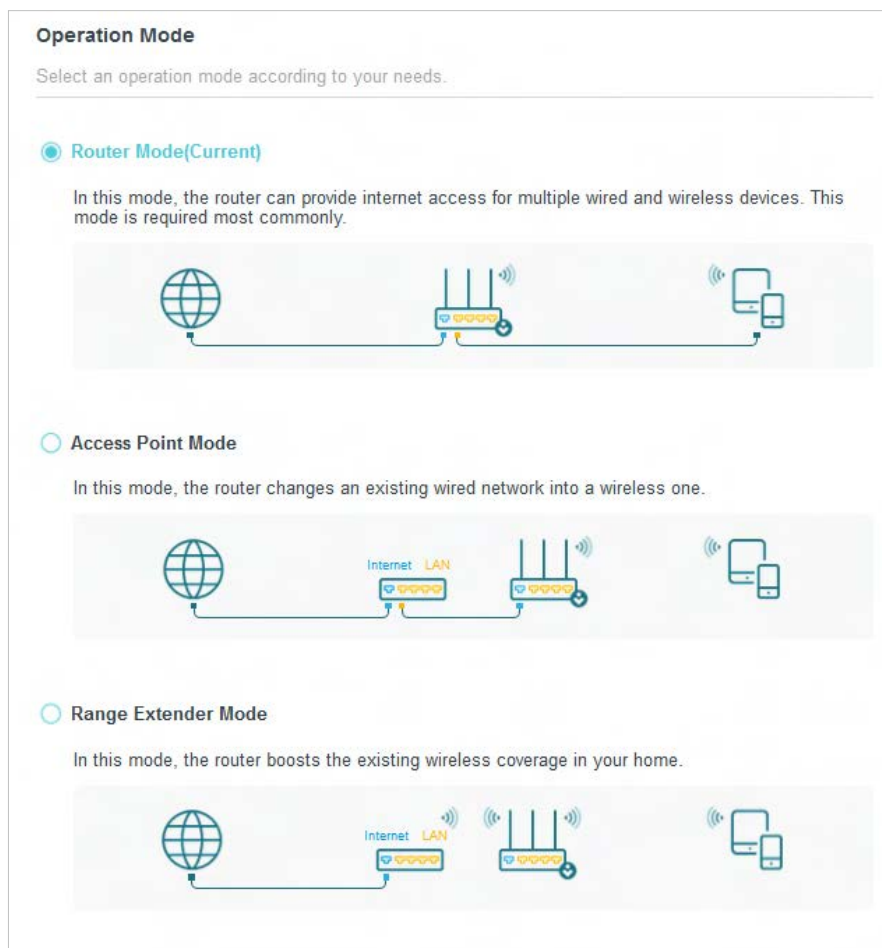 Operation Mode
Select an operation mode according to your needs.
Router Mode(Current)
In this mode, the router can provide internet access for multiple wired and wireless devices. This
mode is required most commonly.
Access Point Mode
In this mode, the router changes an existing wired network into a wireless one.
Internet LAN
Range Extender Mode
In this mode, the router boosts the existing wireless coverage in your home.
Internet LAN